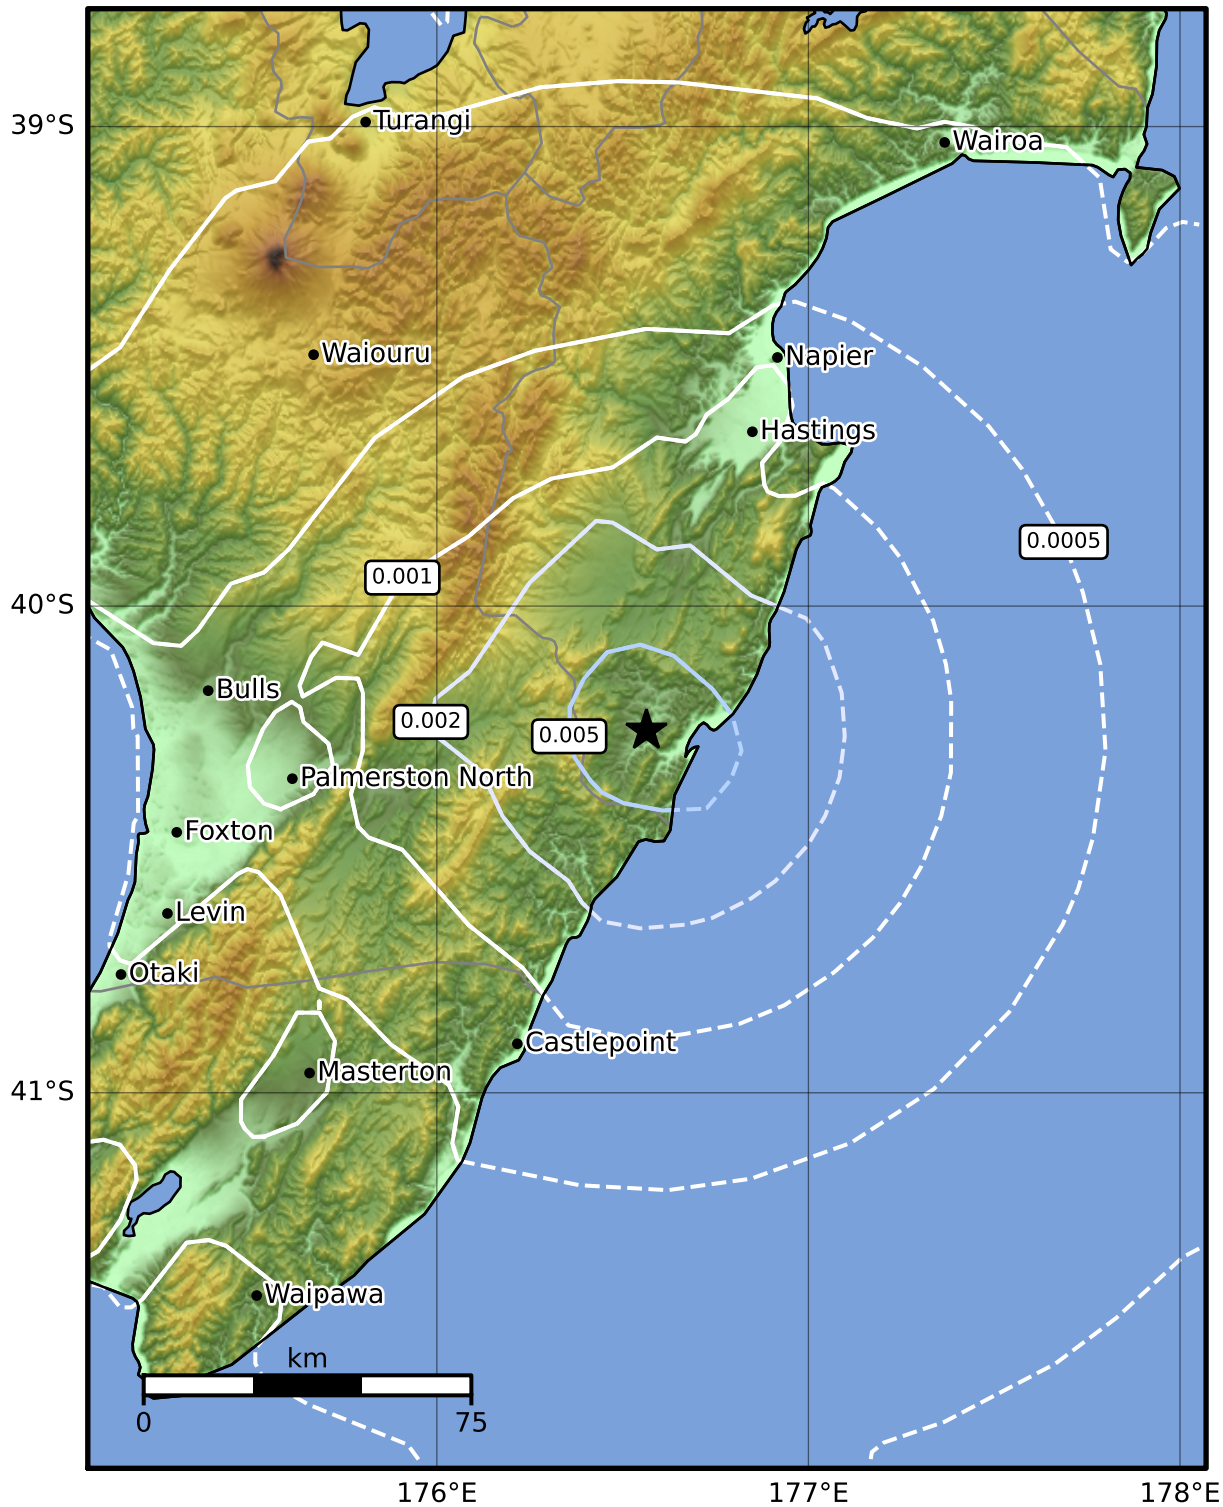 Turangi
39°S
Wairoa
Waiouru
Napier
Hastings
0.0005
0.001
40°S
Bulls
0.002
0.005
Palmerston North
Foxton
Levin
Otaki
Castlepoint
Masterton
41°S
Waipawa
km
0 75
176°E 177°E 178°E